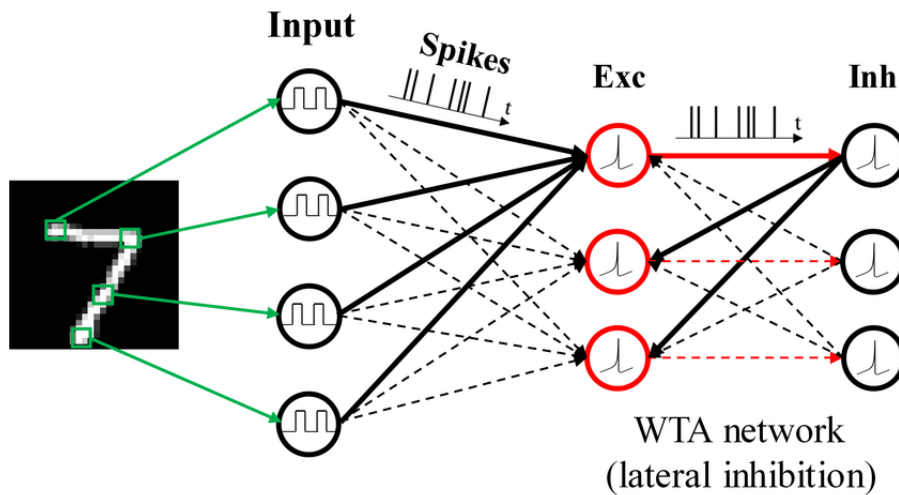 Input
Spikes
t
Exc
t
Inh
WTA network
(lateral inhibition)